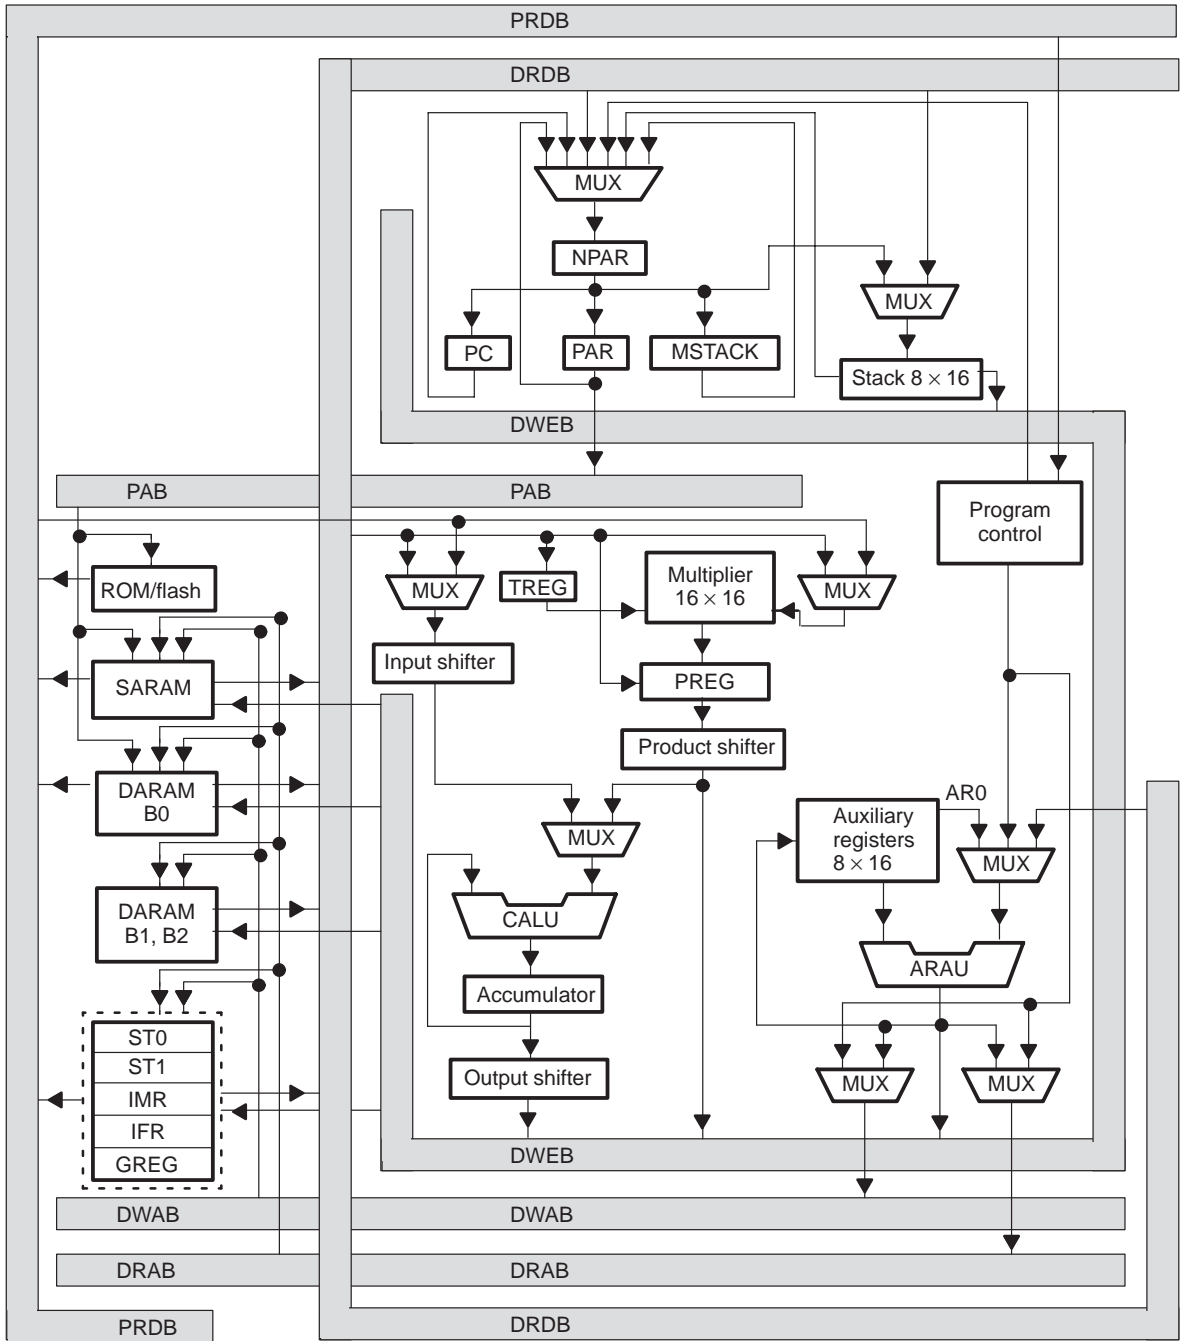 PRDB
DRDB
MUX
NPAR
MUX
PC
PAR
MSTACK
Stack 8 × 16
DWEB
PAB
PAB
Program
control
ROM/flash
MUX
TREG
Multiplier
16 × 16
MUX
SARAM
Input shifter
PREG
Product shifter
DARAM
B0
MUX
Auxiliary
registers
8 × 16
AR0
MUX
DARAM
B1, B2
CALU
ARAU
Accumulator
ST0
ST1
IMR
IFR
GREG
Output shifter
MUX
MUX
DWEB
DWAB
DWAB
DRAB
DRAB
PRDB
DRDB